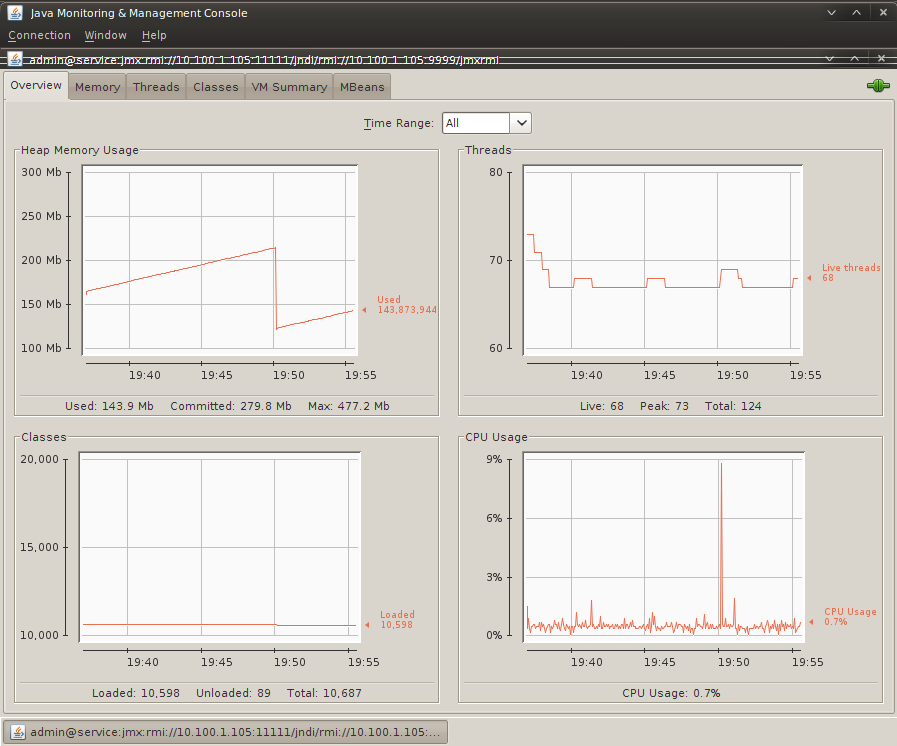 Java Monitoring & Management Console
Connection Window Help
admin@service:jmx:rmi://10.100.1.105:11111/jndi/rmi://10.100.1.105:9999/jmxrmi
Overview Memory Threads Classes VM Summary MBeans
Time Range: All
Heap Memory Usage
300 Mb
250 Mb
200 Mb
150 Mb
100 Mb
Used
143,873,944
19:40 19:45 19:50 19:55
Used: 143.9 Mb Committed: 279.8 Mb Max: 477.2 Mb
Threads
80
70
60
Live threads
68
19:40 19:45 19:50 19:55
Live: 68 Peak: 73 Total: 124
Classes
20,000
15,000
10,000
Loaded
10,598
19:40 19:45 19:50 19:55
Loaded: 10,598 Unloaded: 89 Total: 10,687
CPU Usage
9%
6%
3%
0%
CPU Usage
0.7%
19:40 19:45 19:50 19:55
CPU Usage: 0.7%
admin@service:jmx:rmi://10.100.1.105:11111/jndi/rmi://10.100.1.105:...